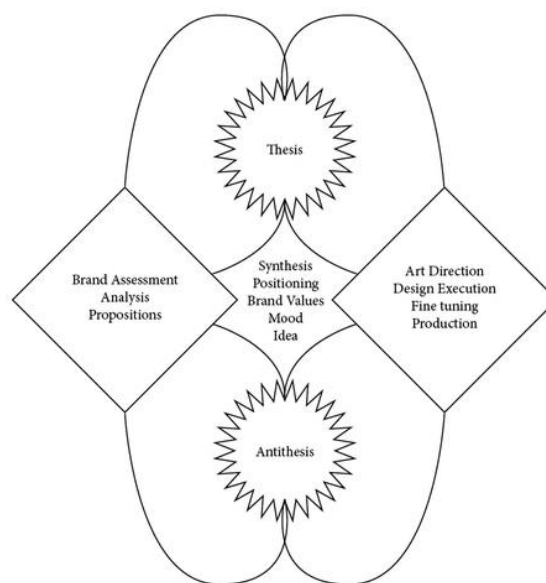 Thesis
Brand Assessment
Analysis
Propositions
Synthesis
Positioning
Brand Values
Mood
Idea
Art Direction
Design Execution
Fine tuning
Production
Antithesis